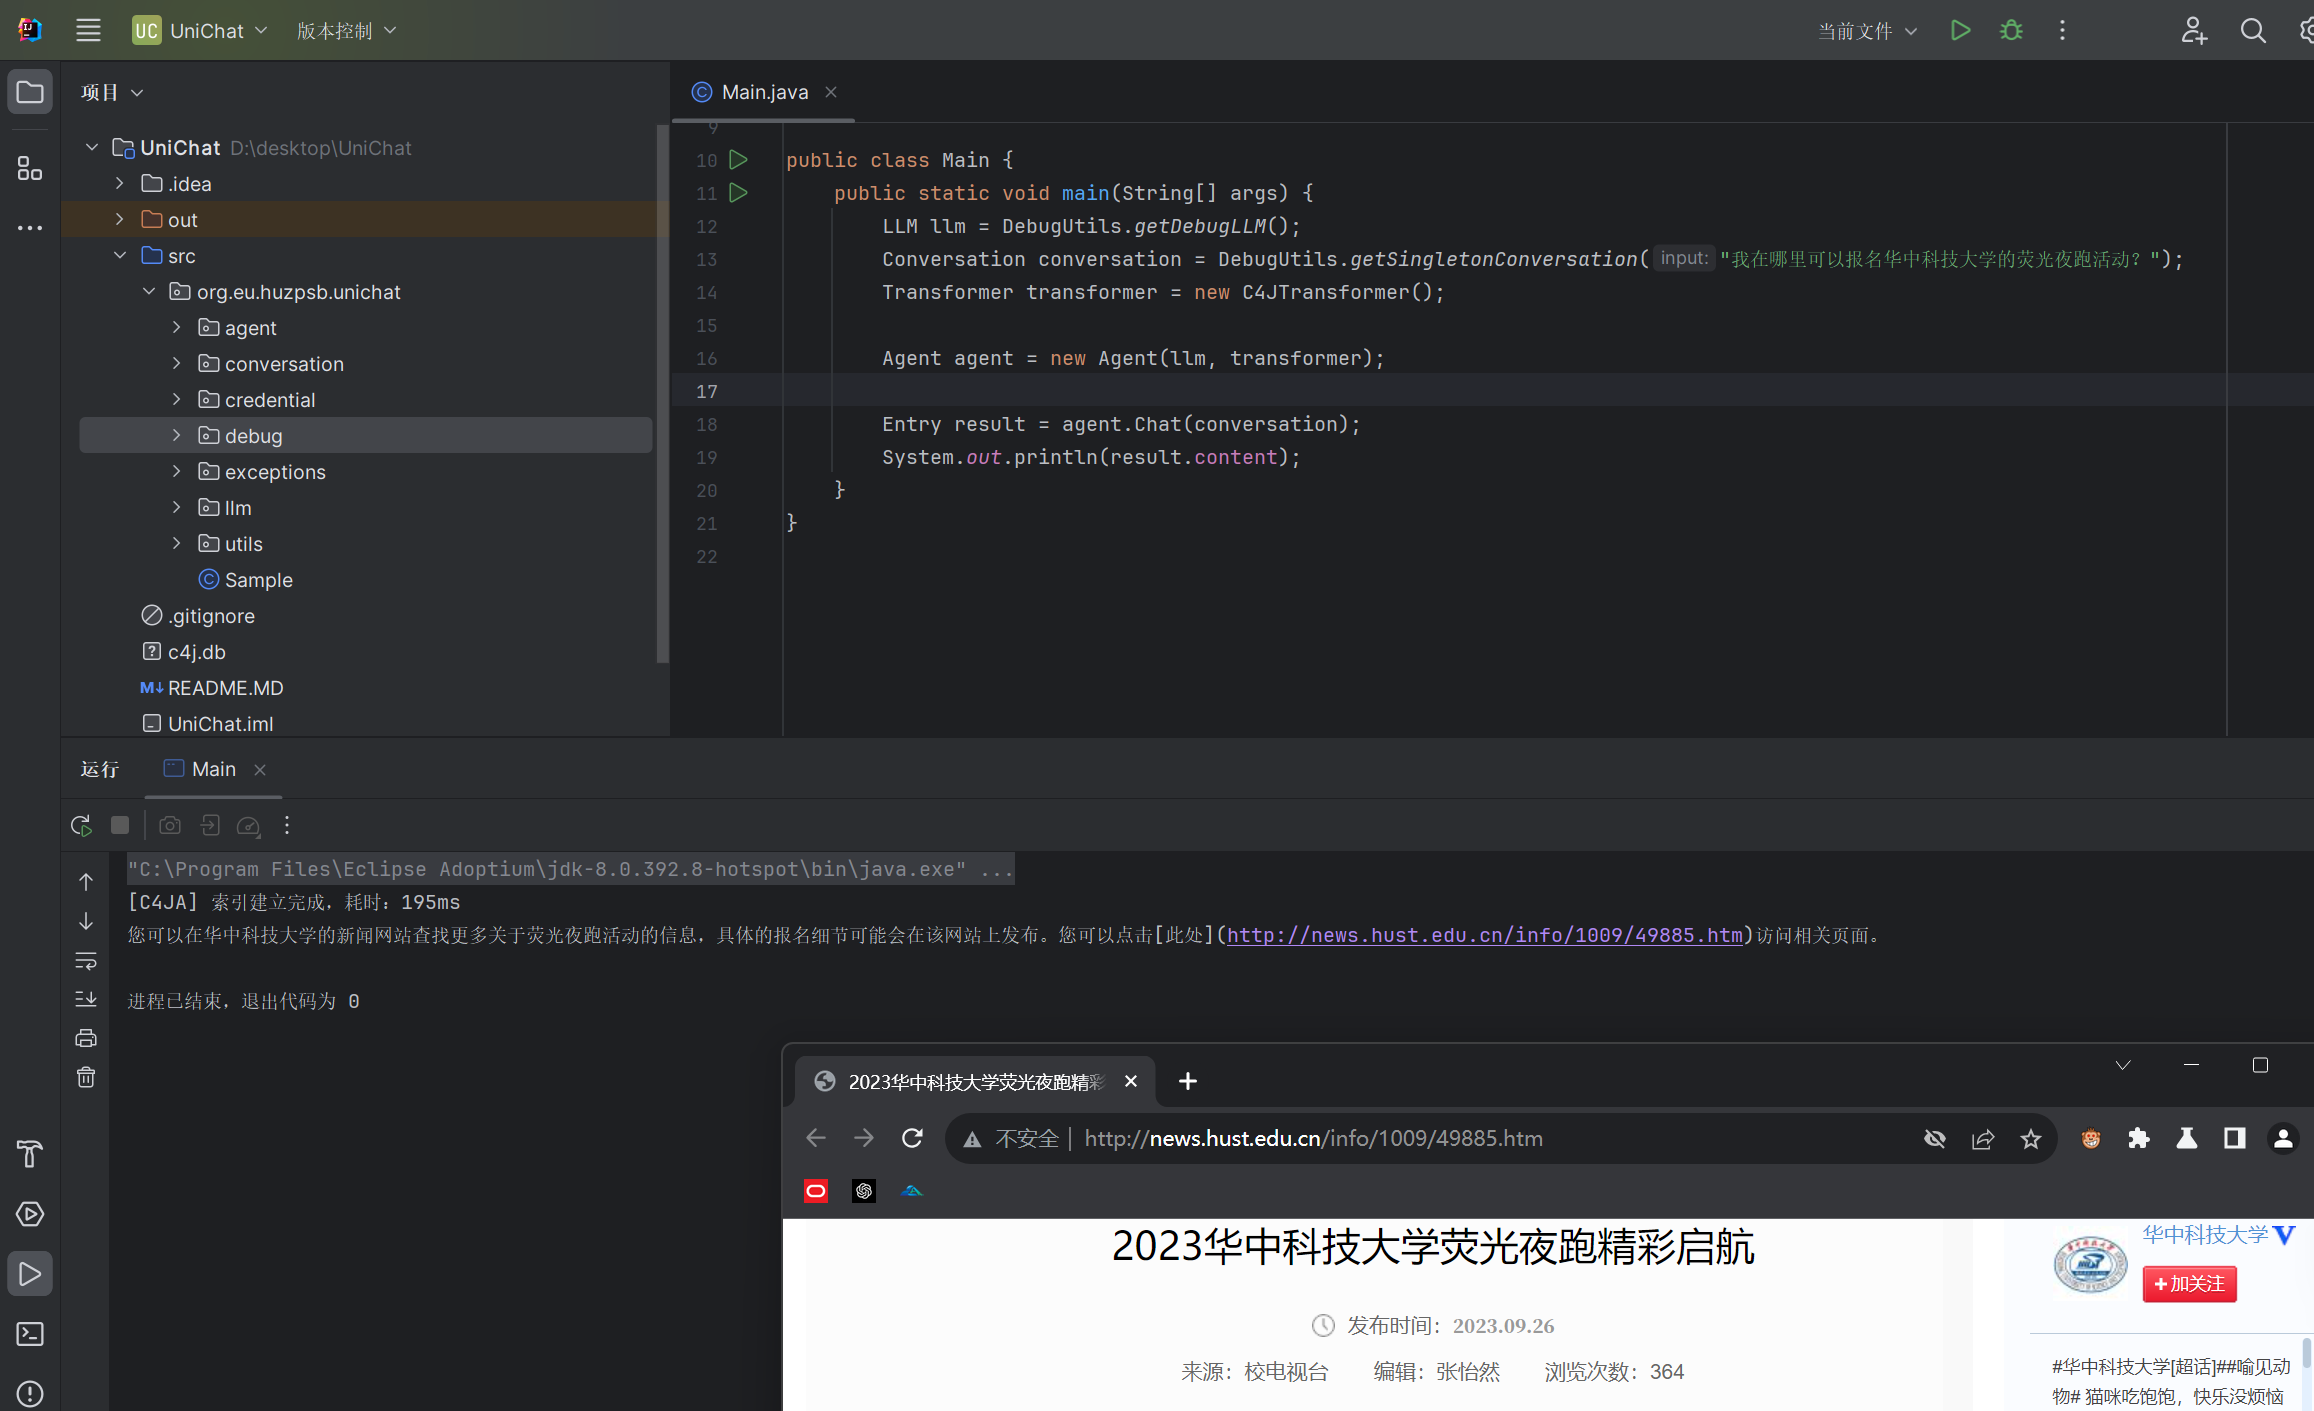 UC UniChat 版本控制 当前文件
项目
UniChat D:\desktop\UniChat
.idea
out
src
org.eu.huzpsb.unichat
agent
conversation
credential
debug
exceptions
llm
utils
Sample
.gitignore
c4j.db
README.MD
UniChat.iml
Main.java
9
10 public class Main {
11 public static void main(String[] args) {
12 LLM llm = DebugUtils.getDebugLLM();
13 Conversation conversation = DebugUtils.getSingletonConversation( input: "我在哪里可以报名华中科技大学的荧光夜跑活动？");
14 Transformer transformer = new C4JTransformer();
15
16 Agent agent = new Agent(llm, transformer);
17
18 Entry result = agent.Chat(conversation);
19 System.out.println(result.content);
20 }
21 }
22
运行 Main
"C:\Program Files\Eclipse Adoptium\jdk-8.0.392.8-hotspot\bin\java.exe" ...
[C4JA] 索引建立完成，耗时：195ms
您可以在华中科技大学的新闻网站查找更多关于荧光夜跑活动的信息，具体的报名细节可能会在该网站上发布。您可以点击[此处](http://news.hust.edu.cn/info/1009/49885.htm)访问相关页面。
进程已结束，退出代码为 0
2023华中科技大学荧光夜跑精彩
不安全 | http://news.hust.edu.cn/info/1009/49885.htm
2023华中科技大学荧光夜跑精彩启航
发布时间：2023.09.26
来源：校电视台 编辑：张怡然 浏览次数：364
华中科技大学 V
+加关注
#华中科技大学[超话]##喻见动
物# 猫咪吃饱饱，快乐没烦恼